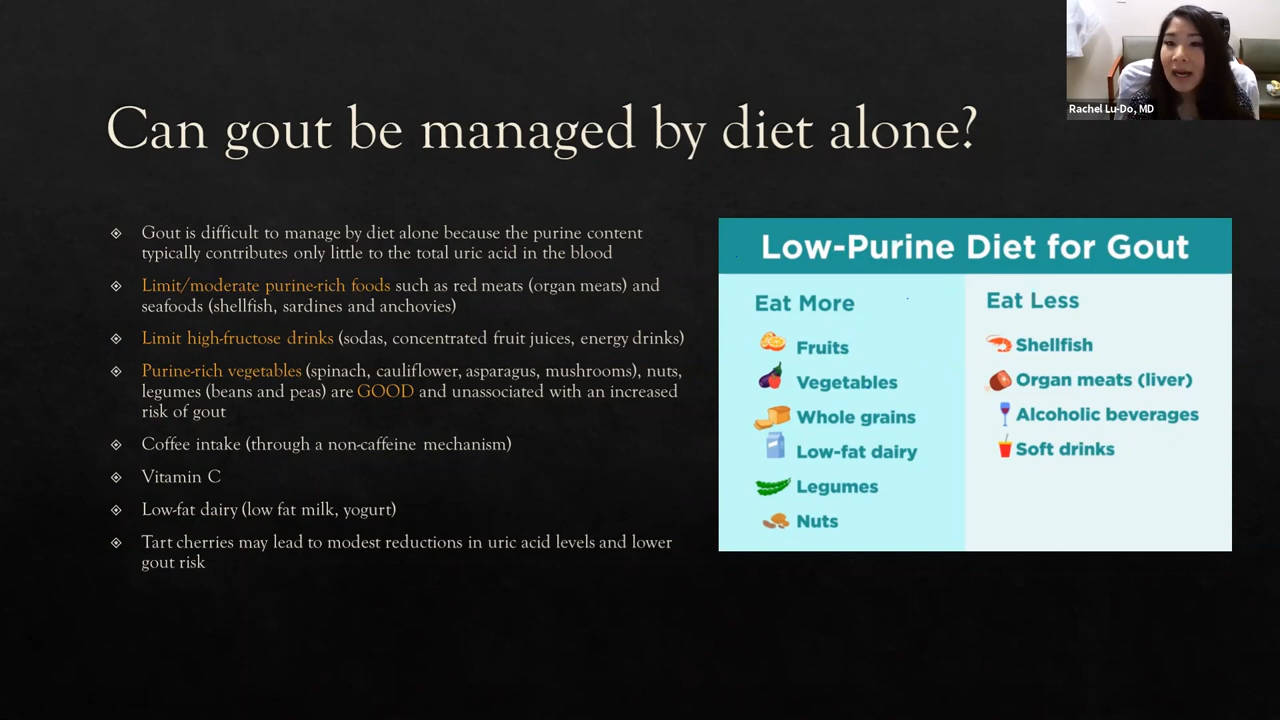 Rachel Lu-Do, MD
Can gout be managed by diet alone?
Gout is difficult to manage by diet alone because the purine content
typically contributes only little to the total uric acid in the blood
Limit/moderate purine-rich foods such as red meats (organ meats) and
seafoods (shellfish, sardines and anchovies)
Limit high-fructose drinks (sodas, concentrated fruit juices, energy drinks)
Purine-rich vegetables (spinach, cauliflower, asparagus, mushrooms), nuts,
legumes (beans and peas) are GOOD and unassociated with an increased
risk of gout
Coffee intake (through a non-caffeine mechanism)
Vitamin C
Low-fat dairy (low fat milk, yogurt)
Tart cherries may lead to modest reductions in uric acid levels and lower
gout risk
Low-Purine Diet for Gout
Eat More
Fruits
Vegetables
Whole grains
Low-fat dairy
Legumes
Nuts
Eat Less
Shellfish
Organ meats (liver)
Alcoholic beverages
Soft drinks